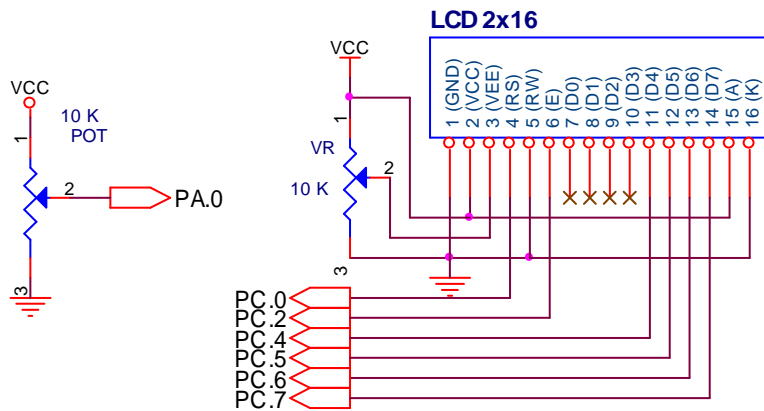 LCD 2x16
VCC
1 (GND)
2 (VCC)
3 (VEE)
4 (RS)
5 (RW)
6 (E)
7 (D0)
8 (D1)
9 (D2)
10 (D3)
11 (D4)
12 (D5)
13 (D6)
14 (D7)
15 (A)
16 (K)
VCC
10 K
POT
1
2
3
PA.0
1
VR
2
10 K
3
PC.0
PC.2
PC.4
PC.5
PC.6
PC.7